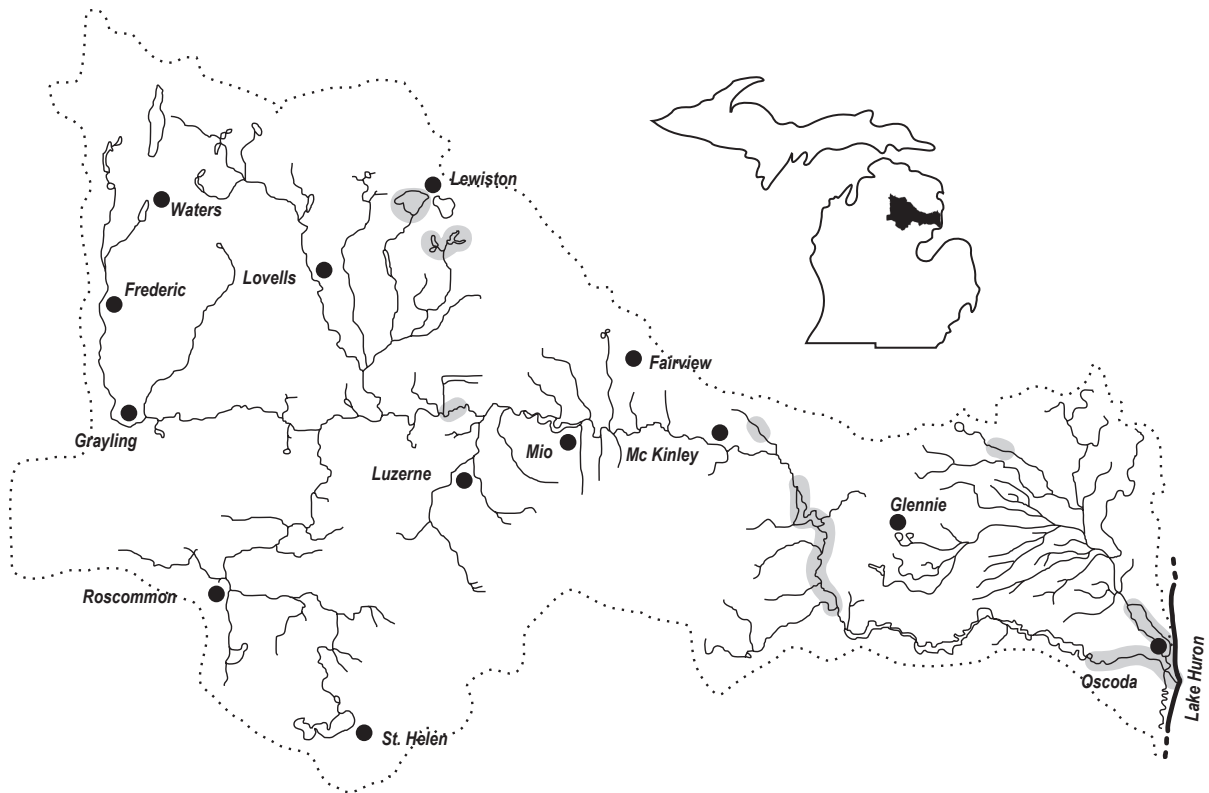 Lewiston
Waters
Lovells
Frederic
Fairview
Grayling
Mio
Mc Kinley
Luzerne
Glennie
Roscommon
Oscoda
Lake Huron
St. Helen